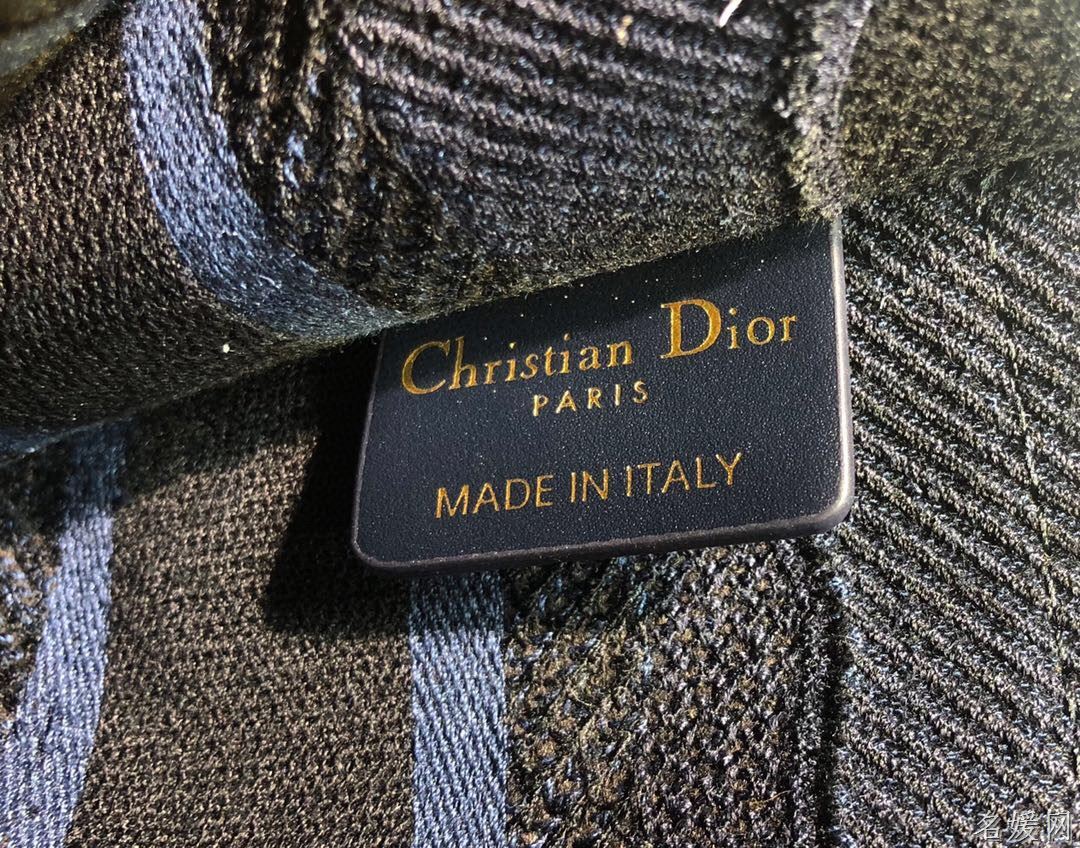 Christian Dior
PARIS
MADE IN ITALY
名媛网